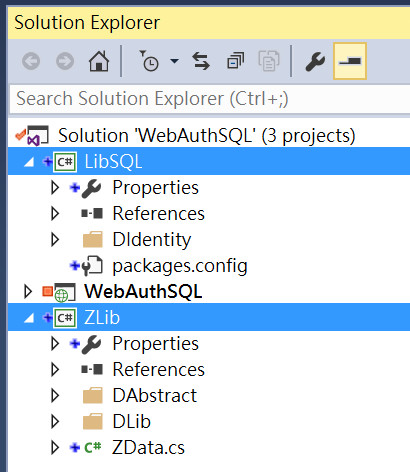 Solution Explorer
Search Solution Explorer (Ctrl+;)
Solution 'WebAuthSQL' (3 projects)
C# LibSQL
Properties
References
DIdentity
packages.config
WebAuthSQL
C# ZLib
Properties
References
DAbstract
DLib
C# ZData.cs